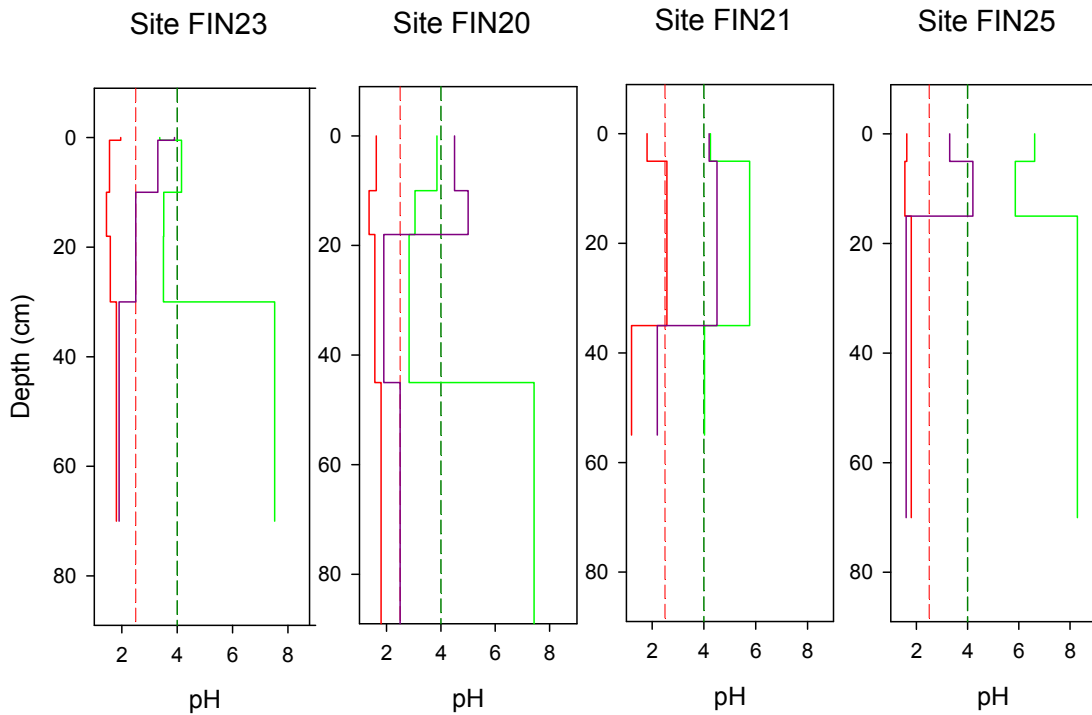 Site FIN23 Site FIN20 Site FIN21 Site FIN25
0 0 0 0
20 20 20 20
Depth (cm)
40 40 40 40
60 60 60 60
80 80 80 80
2 4 6 8 2 4 6 8 2 4 6 8 2 4 6 8
pH pH pH pH